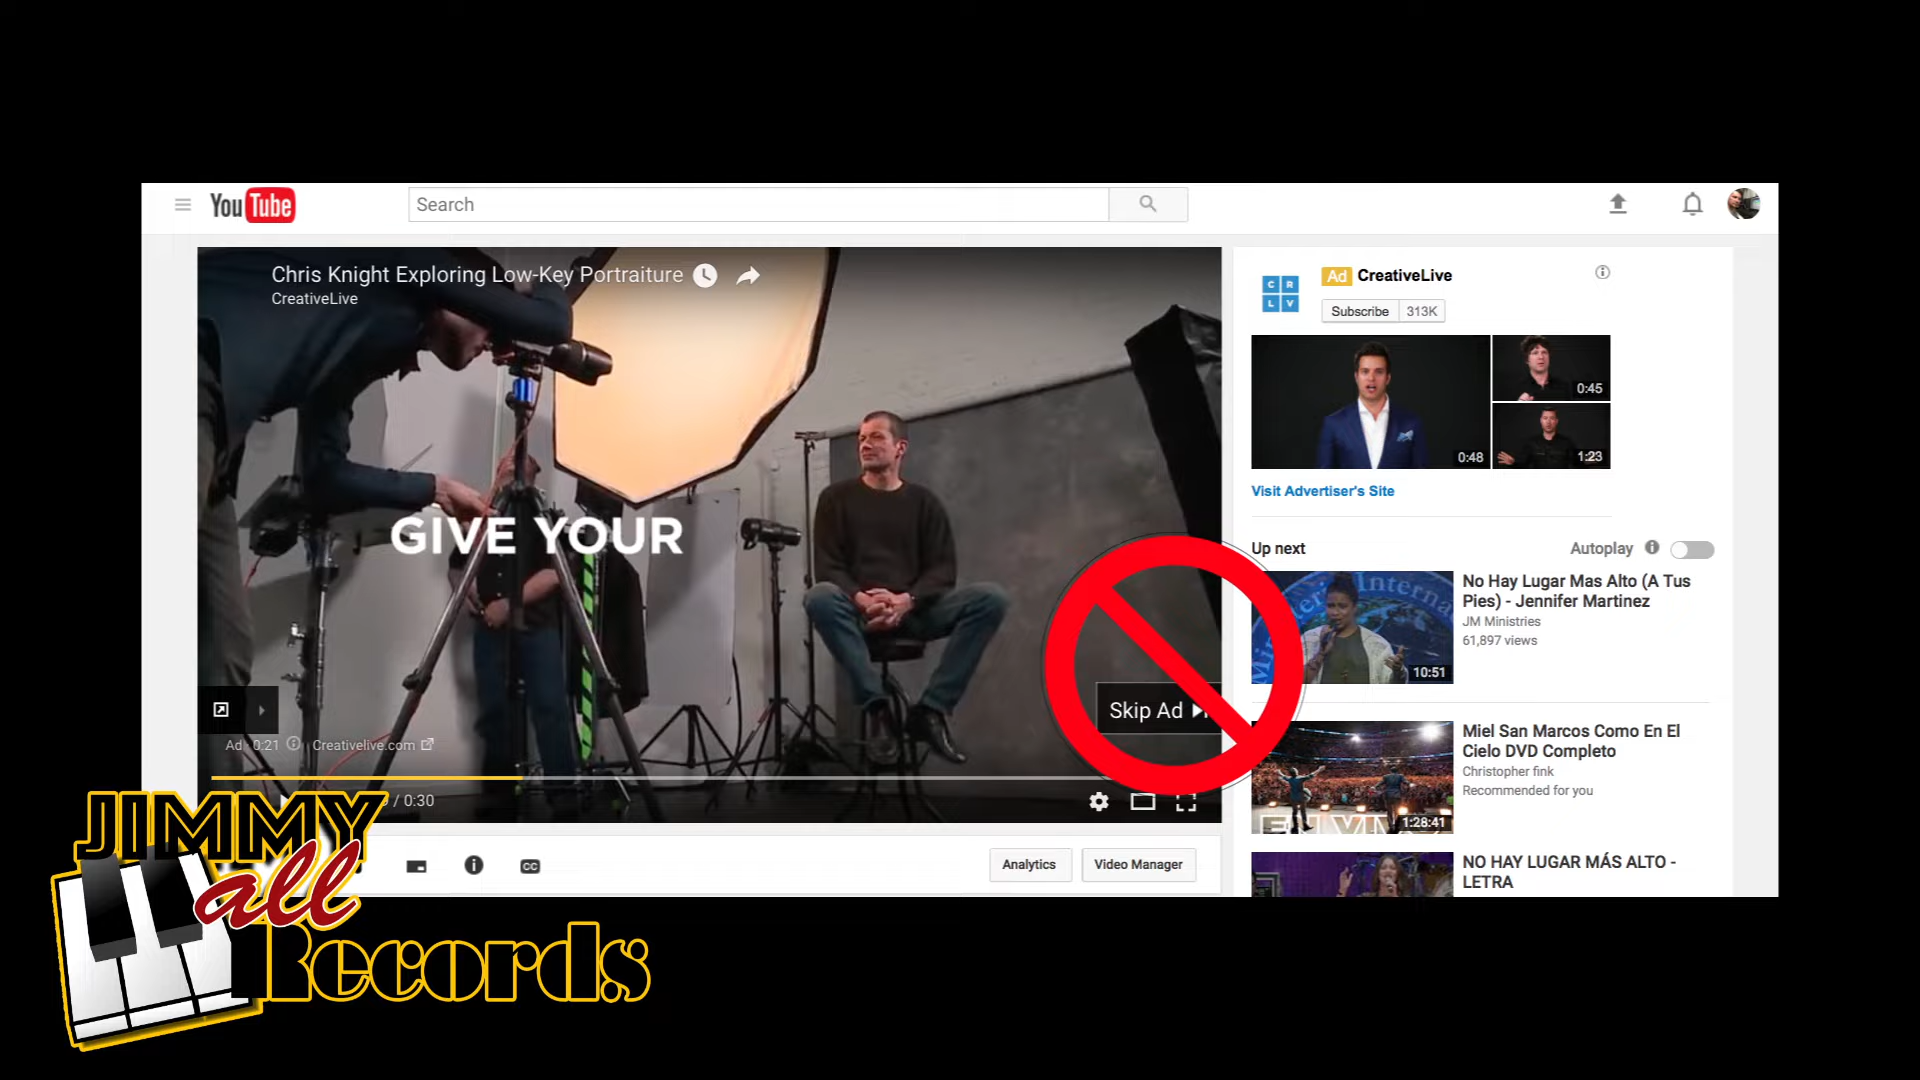 YouTube
Search
Chris Knight Exploring Low-Key Portraiture
CreativeLive
GIVE YOUR
Skip Ad
Ad · 0:21
Creativelive.com
/ 0:30
CC
Analytics
Video Manager
C R
L V
Ad CreativeLive
Subscribe 313K
0:45
0:48
1:23
Visit Advertiser's Site
Up next
Autoplay
No Hay Lugar Mas Alto (A Tus
Pies) - Jennifer Martinez
JM Ministries
61,897 views
10:51
Miel San Marcos Como En El
Cielo DVD Completo
Christopher fink
Recommended for you
1:28:41
NO HAY LUGAR MÁS ALTO -
LETRA
JIMMY
all
Records